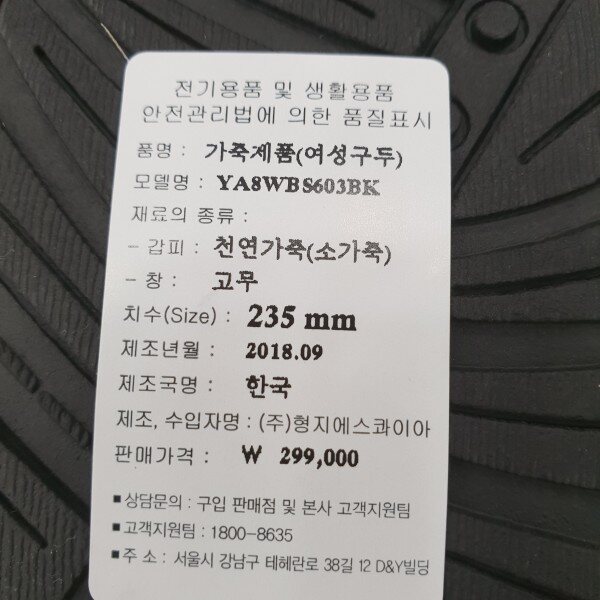 전기용품 및 생활용품
안전관리법에 의한 품질표시
품명 : 가죽제품(여성구두)
모델명 : YA8WBS603BK
재료의 종류 :
- 갑피 : 천연가죽(소가죽)
- 창 : 고무
치수(Size) : 235 mm
제조년월 : 2018.09
제조국명 : 한국
제조, 수입자명 : (주)형지에스콰이아
판매가격 : ₩ 299,000
■상담문의 : 구입 판매점 및 본사 고객지원팀
■고객지원팀 : 1800-8635
■주 소 : 서울시 강남구 테헤란로 38길 12 D&Y빌딩